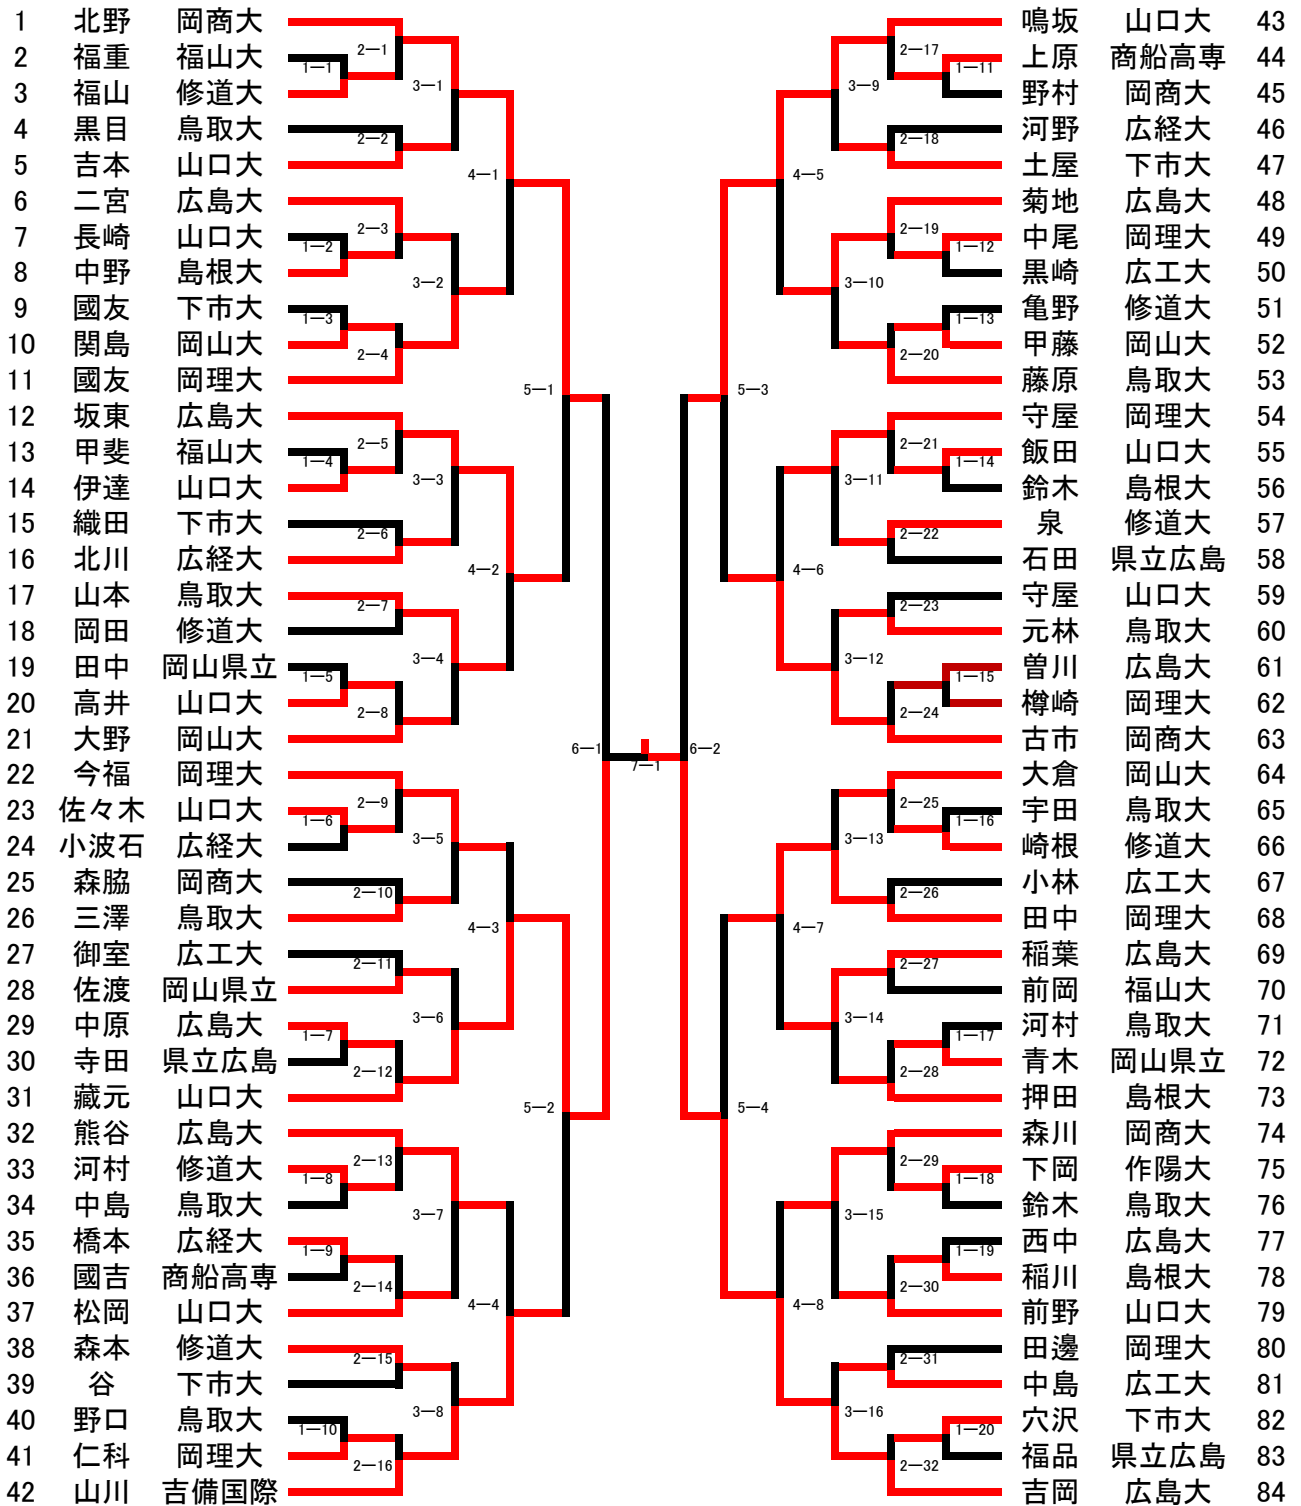 1 北野 岡商大
2 福重 福山大
3 福山 修道大
4 黒目 鳥取大
5 吉本 山口大
6 二宮 広島大
7 長崎 山口大
8 中野 島根大
9 國友 下市大
10 関島 岡山大
11 國友 岡理大
12 坂東 広島大
13 甲斐 福山大
14 伊達 山口大
15 織田 下市大
16 北川 広経大
17 山本 鳥取大
18 岡田 修道大
19 田中 岡山県立
20 高井 山口大
21 大野 岡山大
22 今福 岡理大
23 佐々木 山口大
24 小波石 広経大
25 森脇 岡商大
26 三澤 鳥取大
27 御室 広工大
28 佐渡 岡山県立
29 中原 広島大
30 寺田 県立広島
31 藏元 山口大
32 熊谷 広島大
33 河村 修道大
34 中島 鳥取大
35 橋本 広経大
36 國吉 商船高専
37 松岡 山口大
38 森本 修道大
39 谷 下市大
40 野口 鳥取大
41 仁科 岡理大
42 山川 吉備国際
1―1
1―2
1―3
1―4
1―5
1―6
1―7
1―8
1―9
1―10
2―1
2―2
2―3
2―4
2―5
2―6
2―7
2―8
2―9
2―10
2―11
2―12
2―13
2―14
2―15
2―16
3―1
3―2
3―3
3―4
3―5
3―6
3―7
3―8
4―1
4―2
4―3
4―4
5―1
5―2
6―1
7―1
6―2
5―3
5―4
4―5
4―6
4―7
4―8
3―9
3―10
3―11
3―12
3―13
3―14
3―15
3―16
2―17
2―18
2―19
2―20
2―21
2―22
2―23
2―24
2―25
2―26
2―27
2―28
2―29
2―30
2―31
2―32
1―11
1―12
1―13
1―14
1―15
1―16
1―17
1―18
1―19
1―20
鳴坂 山口大 43
上原 商船高専 44
野村 岡商大 45
河野 広経大 46
土屋 下市大 47
菊地 広島大 48
中尾 岡理大 49
黒崎 広工大 50
亀野 修道大 51
甲藤 岡山大 52
藤原 鳥取大 53
守屋 岡理大 54
飯田 山口大 55
鈴木 島根大 56
泉 修道大 57
石田 県立広島 58
守屋 山口大 59
元林 鳥取大 60
曽川 広島大 61
樽崎 岡理大 62
古市 岡商大 63
大倉 岡山大 64
宇田 鳥取大 65
崎根 修道大 66
小林 広工大 67
田中 岡理大 68
稲葉 広島大 69
前岡 福山大 70
河村 鳥取大 71
青木 岡山県立 72
押田 島根大 73
森川 岡商大 74
下岡 作陽大 75
鈴木 鳥取大 76
西中 広島大 77
稲川 島根大 78
前野 山口大 79
田邊 岡理大 80
中島 広工大 81
穴沢 下市大 82
福品 県立広島 83
吉岡 広島大 84